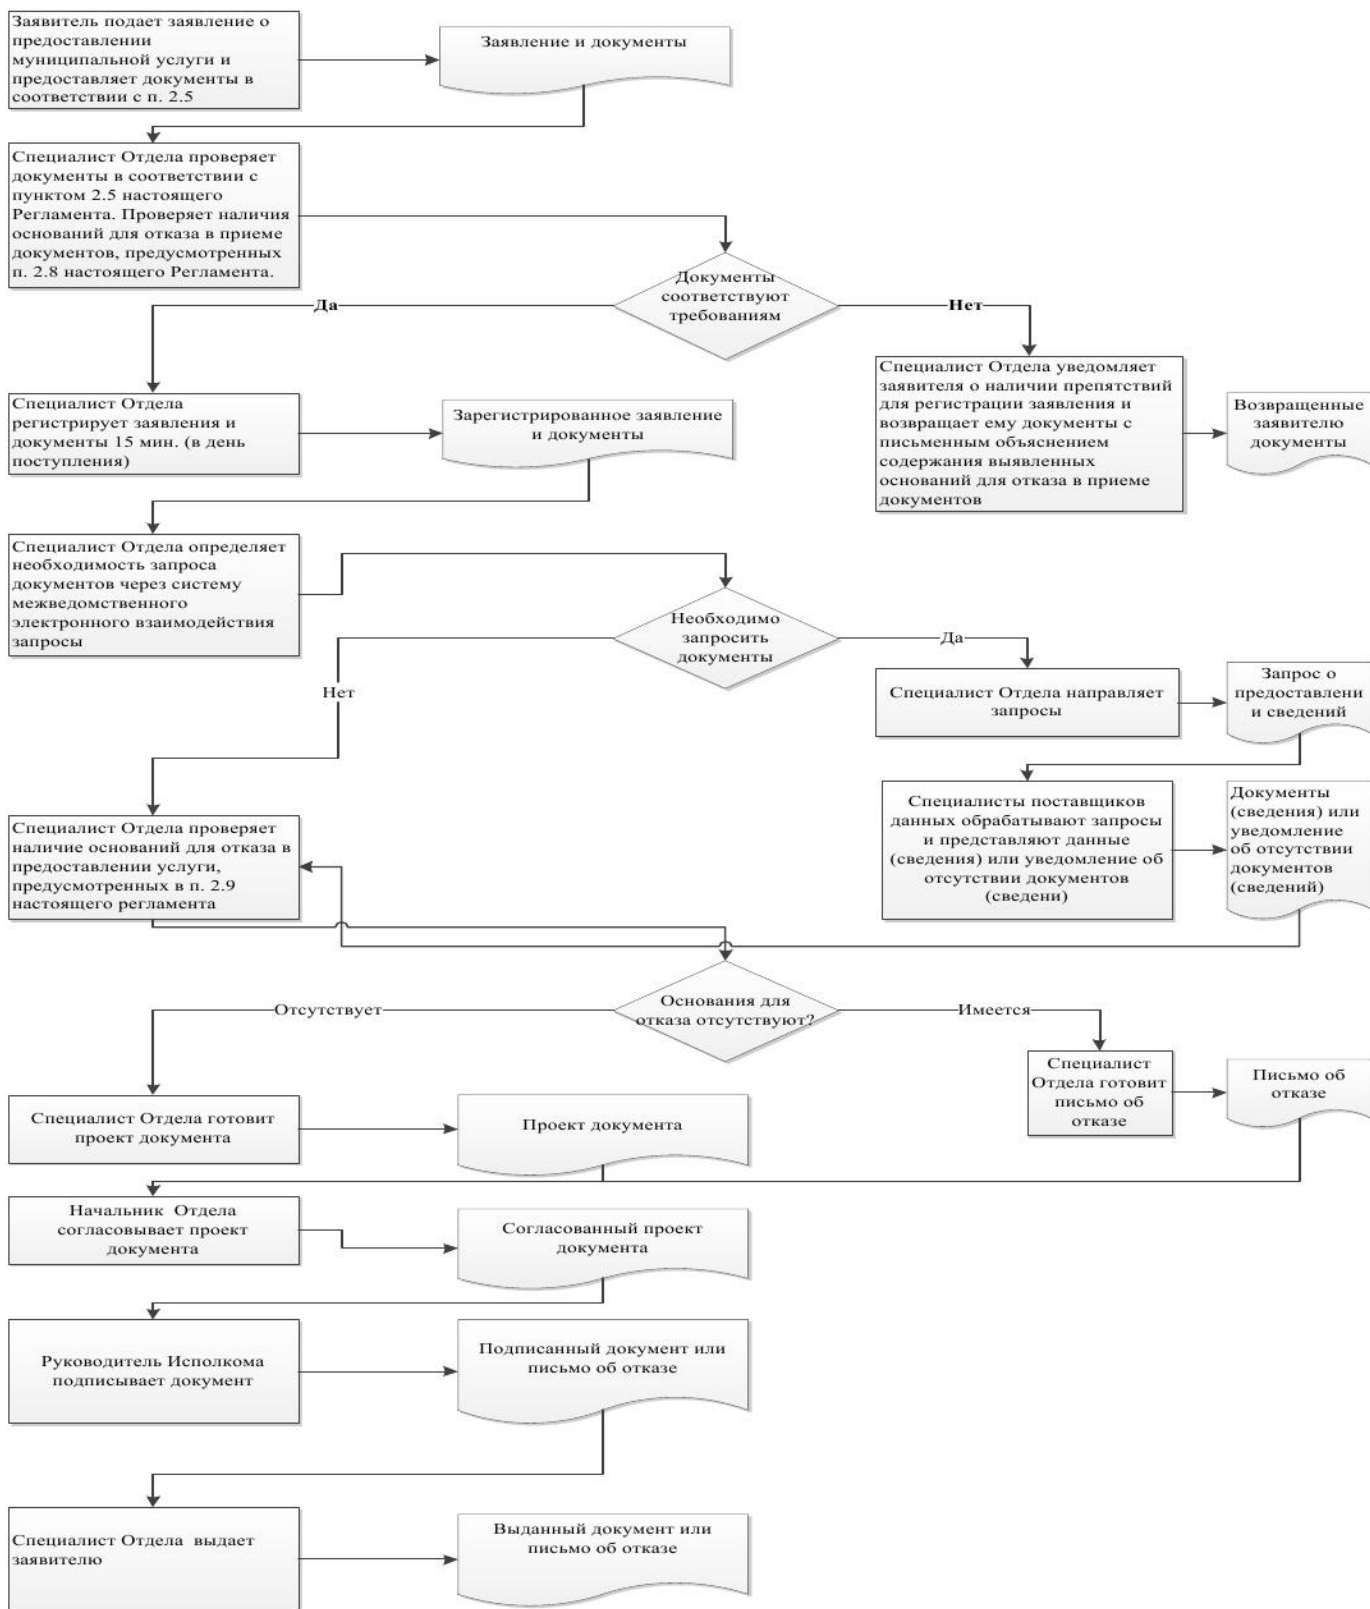 Заявитель подает заявление о
предоставлении
муниципальной услуги и
предоставляет документы в
соответствии с п. 2.5
Заявление и документы
Специалист Отдела проверяет
документы в соответствии с
пунктом 2.5 настоящего
Регламента. Проверяет наличия
оснований для отказа в приеме
документов, предусмотренных
п. 2.8 настоящего Регламента.
Документы
соответствуют
требованиям
Да
Нет
Специалист Отдела
регистрирует заявления и
документы 15 мин. (в день
поступления)
Зарегистрированное заявление
и документы
Специалист Отдела уведомляет
заявителя о наличии препятствий
для регистрации заявления и
возвращает ему документы с
письменным объяснением
содержания выявленных
оснований для отказа в приеме
документов
Возвращенные
заявителю
документы
Специалист Отдела определяет
необходимость запроса
документов через систему
межведомственного
электронного взаимодействия
запросы
Необходимо
запросить
документы
Да
Нет
Специалист Отдела направляет
запросы
Запрос о
предоставлени
и сведений
Специалисты поставщиков
данных обрабатывают запросы
и представляют данные
(сведения) или уведомление об
отсутствии документов
(сведени)
Документы
(сведения) или
уведомление
об отсутствии
документов
(сведений)
Специалист Отдела проверяет
наличие оснований для отказа в
предоставлении услуги,
предусмотренных в п. 2.9
настоящего регламента
Основания для
отказа отсутствуют?
Отсутствует
Имеется
Специалист
Отдела готовит
письмо об
отказе
Письмо об
отказе
Специалист Отдела готовит
проект документа
Проект документа
Начальник  Отдела
согласовывает проект
документа
Согласованный проект
документа
Руководитель Исполкома
подписывает документ
Подписанный документ или
письмо об отказе
Специалист Отдела  выдает
заявителю
Выданный документ или
письмо об отказе